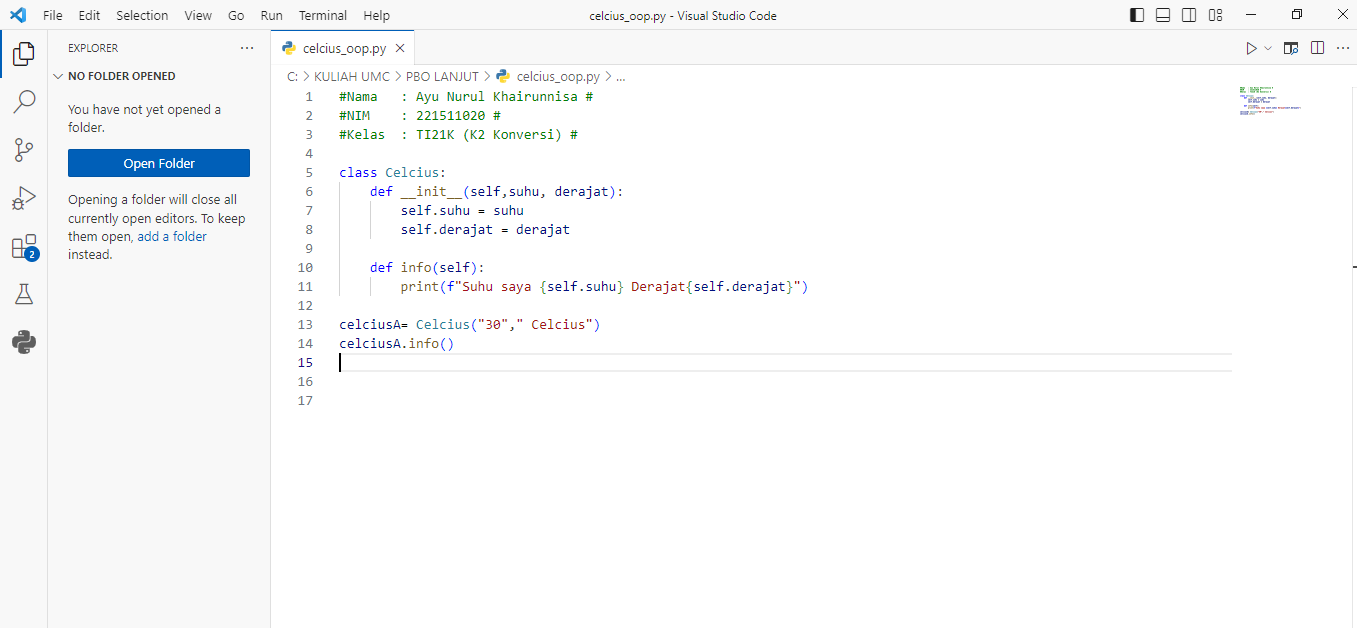 File Edit Selection View Go Run Terminal Help celcius_oop.py - Visual Studio Code
EXPLORER ...
NO FOLDER OPENED
You have not yet opened a
folder.
Open Folder
Opening a folder will close all
currently open editors. To keep
them open, add a folder
instead.
2
celcius_oop.py
C: > KULIAH UMC > PBO LANJUT > celcius_oop.py > ...
1 #Nama   : Ayu Nurul Khairunnisa #
2 #NIM    : 221511020 #
3 #Kelas  : TI21K (K2 Konversi) #
4
5 class Celcius:
6     def __init__(self,suhu, derajat):
7         self.suhu = suhu
8         self.derajat = derajat
9
10     def info(self):
11         print(f"Suhu saya {self.suhu} Derajat{self.derajat}")
12
13 celciusA= Celcius("30"," Celcius")
14 celciusA.info()
15
16
17